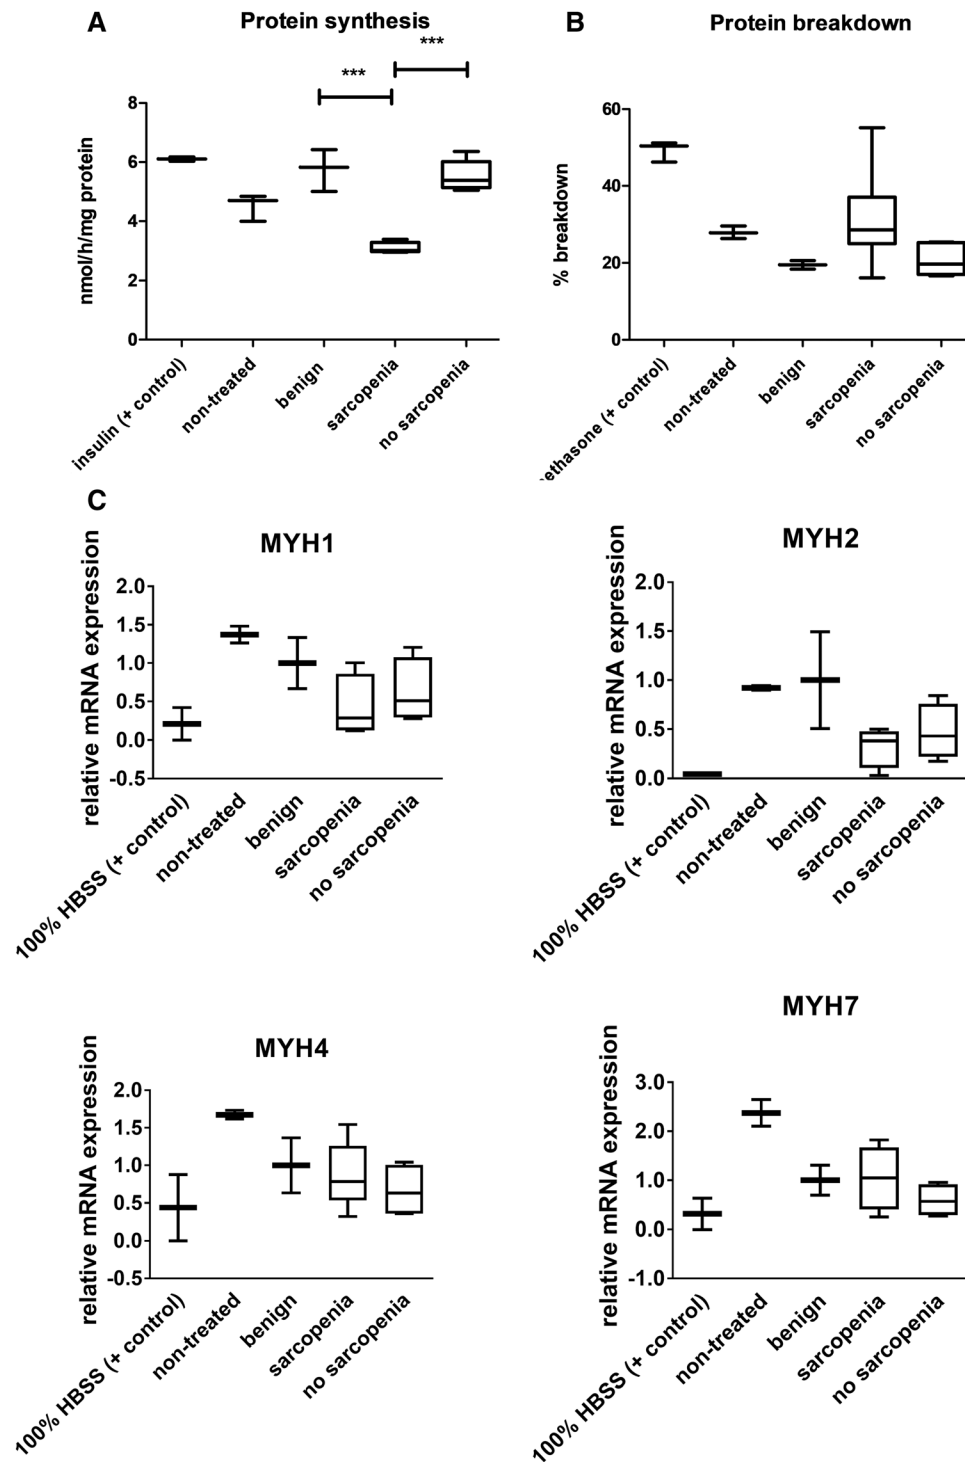 A
Protein synthesis
***
***
nmol/h/mg protein
8
6
4
2
0
insulin (+ control)
non-treated
benign
sarcopenia
no sarcopenia
B
Protein breakdown
% breakdown
60
40
20
0
ethasone (+ control)
non-treated
benign
sarcopenia
no sarcopenia
C
MYH1
relative mRNA expression
2.0
1.5
1.0
0.5
0.0
-0.5
100% HBSS (+ control)
non-treated
benign
sarcopenia
no sarcopenia
MYH2
relative mRNA expression
2.0
1.5
1.0
0.5
0.0
100% HBSS (+ control)
non-treated
benign
sarcopenia
no sarcopenia
MYH4
relative mRNA expression
2.0
1.5
1.0
0.5
0.0
-0.5
100% HBSS (+ control)
non-treated
benign
sarcopenia
no sarcopenia
MYH7
relative mRNA expression
3.0
2.0
1.0
0.0
-1.0
100% HBSS (+ control)
non-treated
benign
sarcopenia
no sarcopenia